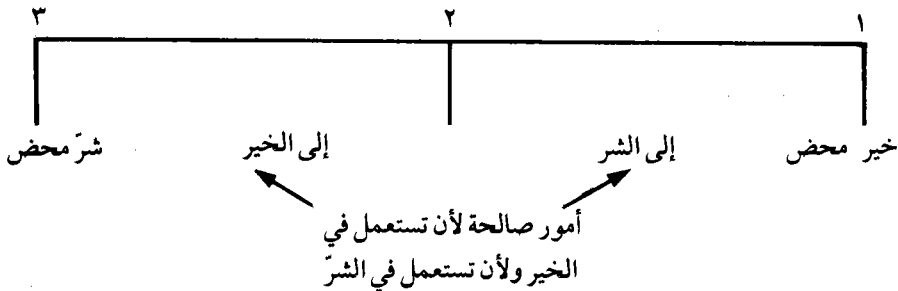 ١ ٢ ٣
خير محض إلى الشر إلى الخير شرّ محض
أمور صالحة لأن تستعمل في
الخير ولأن تستعمل في الشرّ